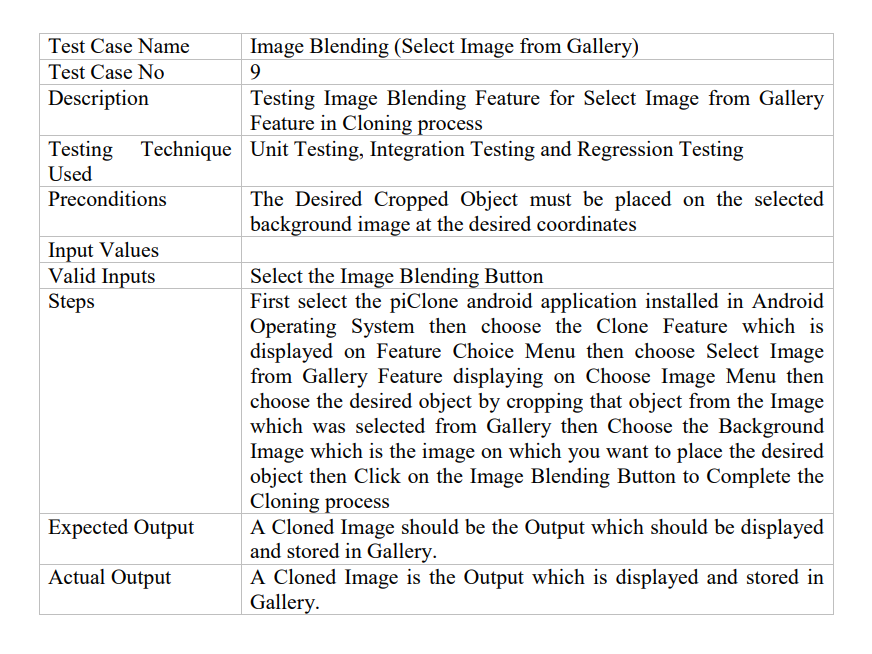 Test Case Name Image Blending (Select Image from Gallery)
Test Case No 9
Description Testing Image Blending Feature for Select Image from Gallery
Feature in Cloning process
Testing Technique Unit Testing, Integration Testing and Regression Testing
Used
Preconditions The Desired Cropped Object must be placed on the selected
background image at the desired coordinates
Input Values
Valid Inputs Select the Image Blending Button
Steps First select the piClone android application installed in Android
Operating System then choose the Clone Feature which is
displayed on Feature Choice Menu then choose Select Image
from Gallery Feature displaying on Choose Image Menu then
choose the desired object by cropping that object from the Image
which was selected from Gallery then Choose the Background
Image which is the image on which you want to place the desired
object then Click on the Image Blending Button to Complete the
Cloning process
Expected Output A Cloned Image should be the Output which should be displayed
and stored in Gallery.
Actual Output A Cloned Image is the Output which is displayed and stored in
Gallery.